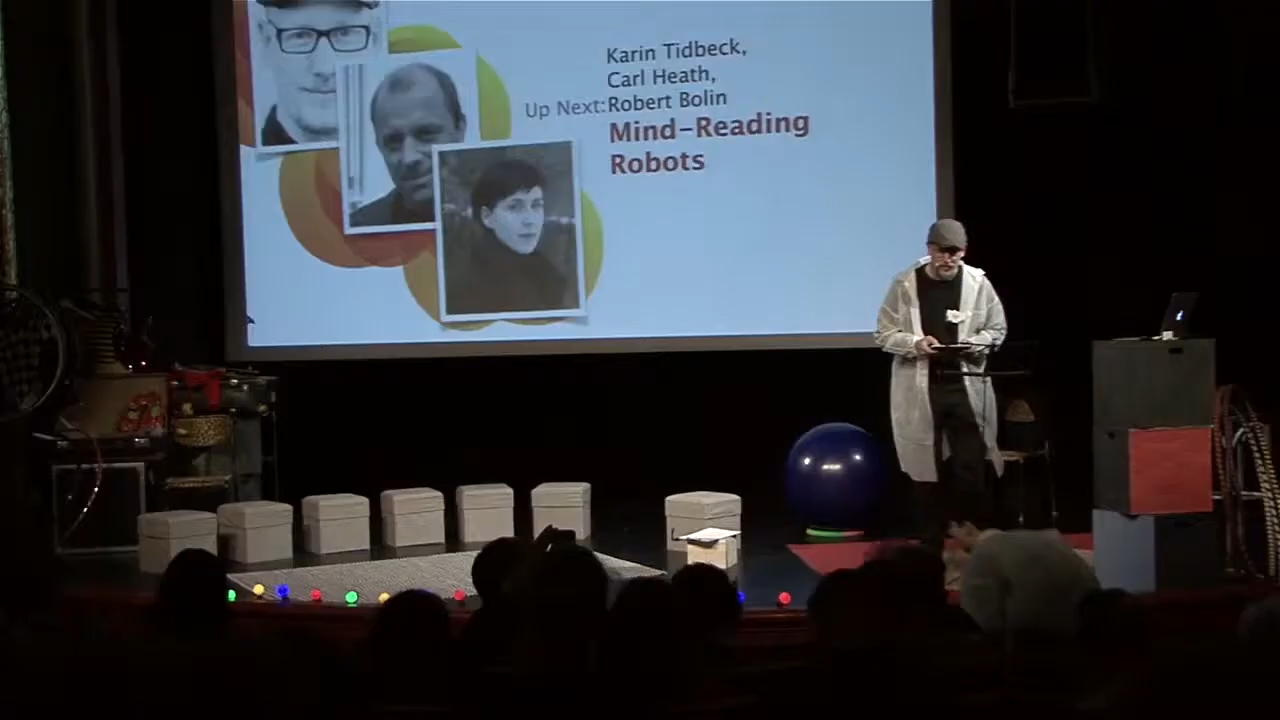 Karin Tidbeck,
Carl Heath,
Up Next: Robert Bolin
Mind-Reading
Robots